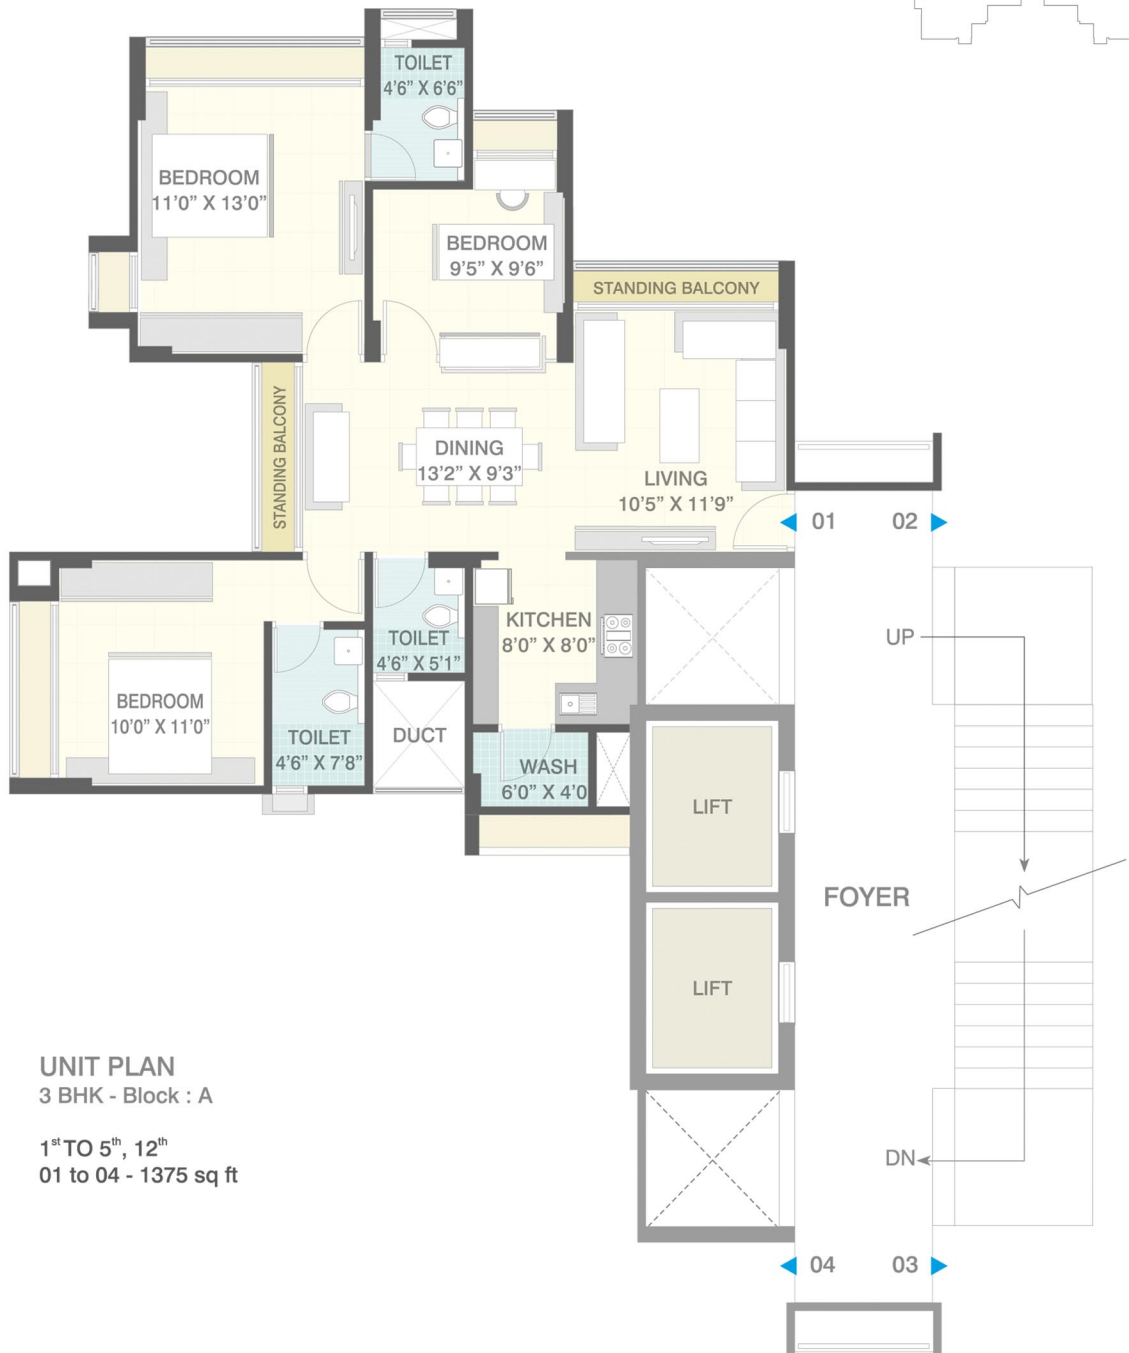 TOILET
4'6" X 6'6"
BEDROOM
11'0" X 13'0"
BEDROOM
9'5" X 9'6"
STANDING BALCONY
STANDING BALCONY
DINING
13'2" X 9'3"
LIVING
10'5" X 11'9"
01 02
UP
KITCHEN
8'0" X 8'0"
TOILET
4'6" X 5'1"
BEDROOM
10'0" X 11'0"
TOILET
4'6" X 7'8"
DUCT
WASH
6'0" X 4'0
LIFT
FOYER
LIFT
UNIT PLAN
3 BHK - Block : A
1st TO 5th, 12th
01 to 04 - 1375 sq ft
DN
04 03